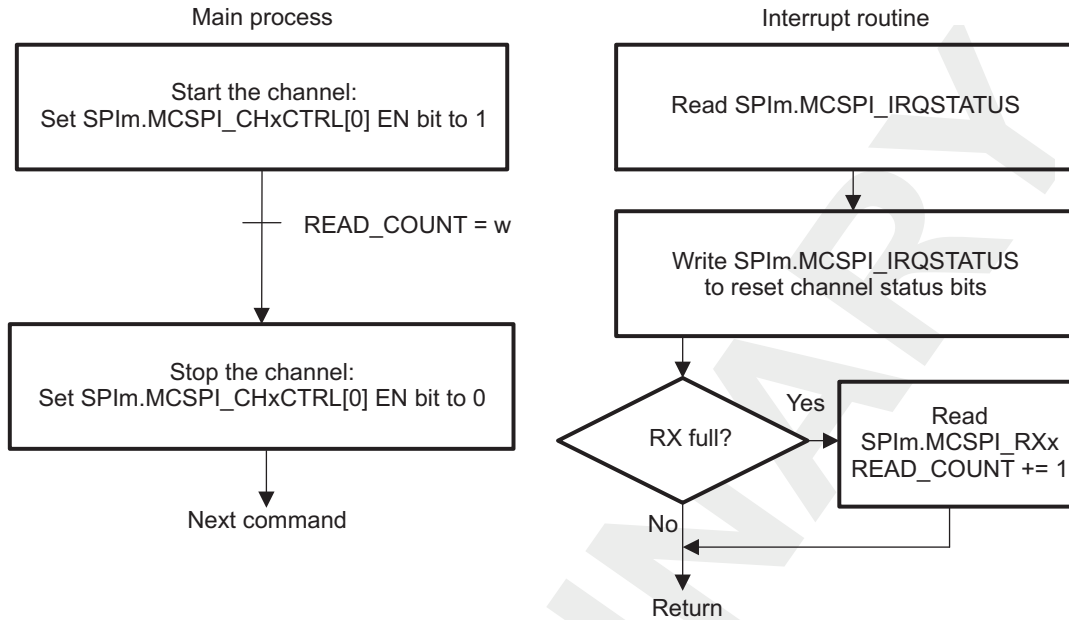 Main process
Start the channel:
Set SPIm.MCSPI_CHxCTRL[0] EN bit to 1
READ_COUNT = w
Stop the channel:
Set SPIm.MCSPI_CHxCTRL[0] EN bit to 0
Next command
Interrupt routine
Read SPIm.MCSPI_IRQSTATUS
Write SPIm.MCSPI_IRQSTATUS
to reset channel status bits
RX full?
Yes
Read
SPIm.MCSPI_RXx
READ_COUNT += 1
No
Return
INARY